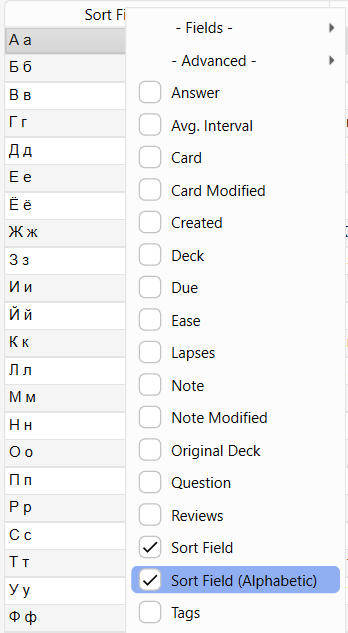 Sort Fi
- Fields -
- Advanced -
А а
Б б
В в
Г г
Д д
Е е
Ё ё
Ж ж
З з
И и
Й й
К к
Л л
М м
Н н
О о
П п
Р р
С с
Т т
У у
Ф ф
Answer
Avg. Interval
Card
Card Modified
Created
Deck
Due
Ease
Lapses
Note
Note Modified
Original Deck
Question
Reviews
Sort Field
Sort Field (Alphabetic)
Tags